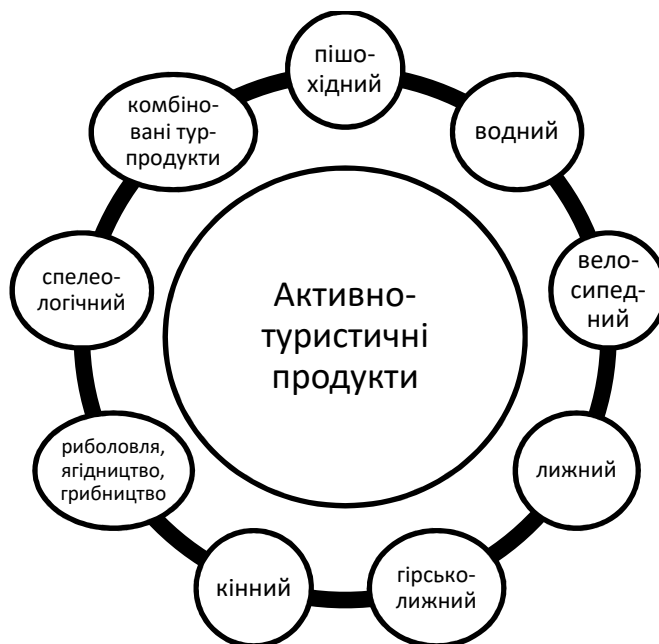 пішо-
хідний
водний
вело-
сипед-
ний
лижний
гірсько-
лижний
кінний
риболовля,
ягідництво,
грибництво
спелео-
логічний
комбіно-
вані тур-
продукти
Активно-
туристичні
продукти